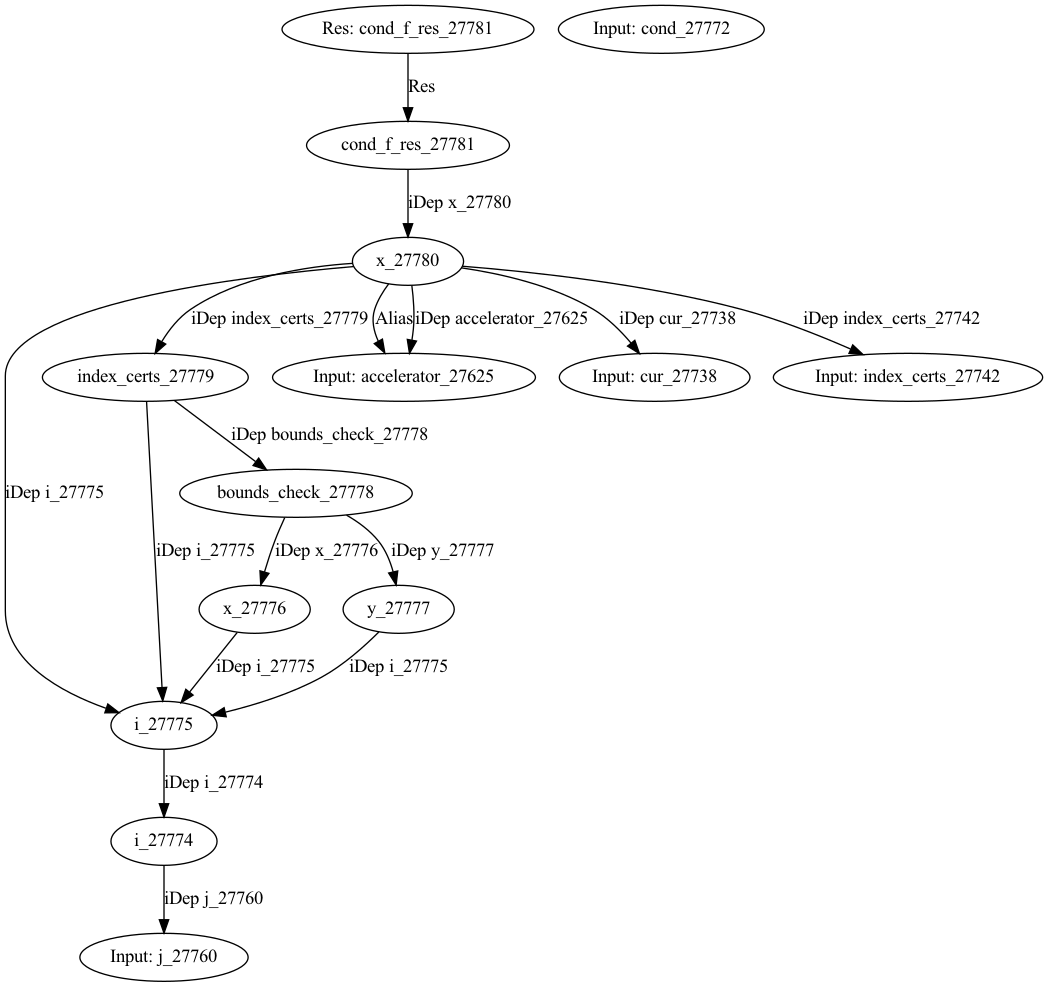 Res: cond_f_res_27781
Input: cond_27772
Res
cond_f_res_27781
iDep x_27780
x_27780
iDep index_certs_27779
Alias
iDep accelerator_27625
iDep cur_27738
iDep index_certs_27742
index_certs_27779
Input: accelerator_27625
Input: cur_27738
Input: index_certs_27742
iDep bounds_check_27778
iDep i_27775
bounds_check_27778
iDep i_27775
iDep x_27776
iDep y_27777
x_27776
y_27777
iDep i_27775
iDep i_27775
i_27775
iDep i_27774
i_27774
iDep j_27760
Input: j_27760